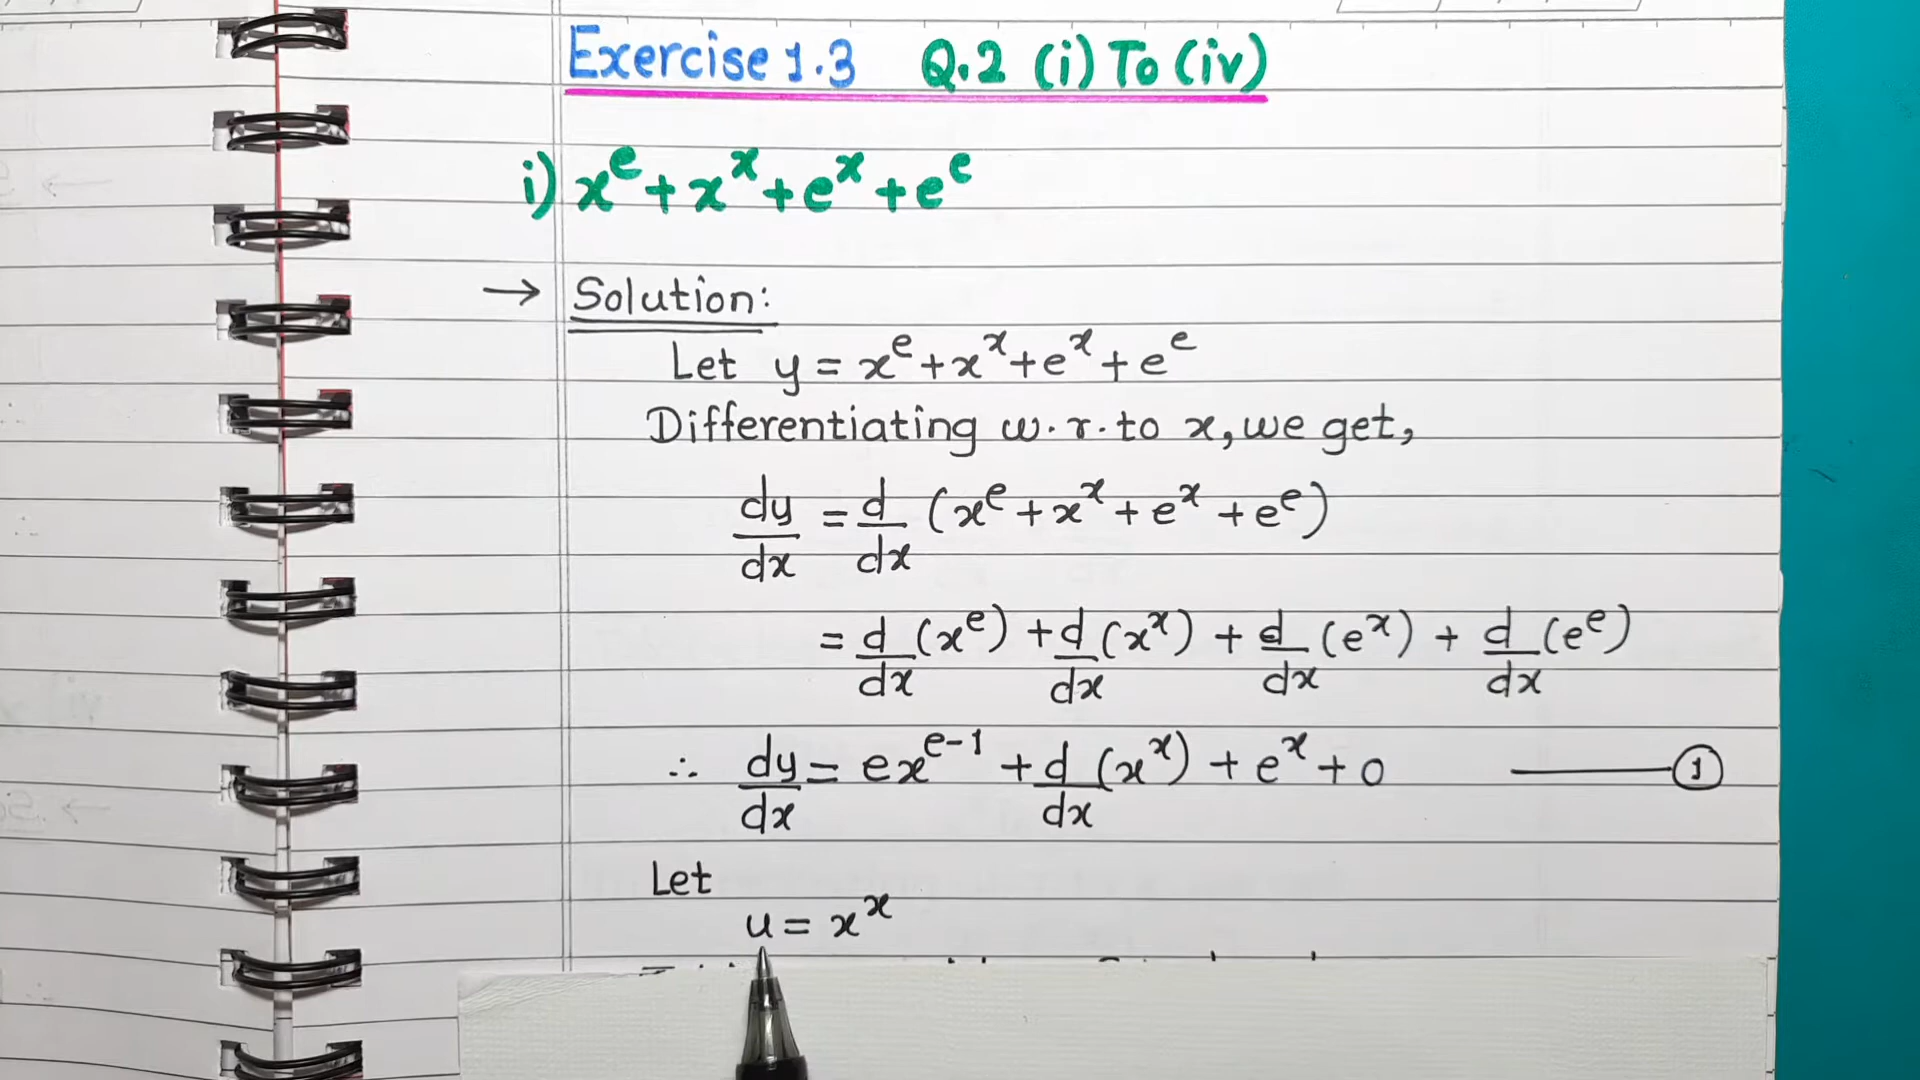 Exercise 1.3 Q.2 (i) To (iv)
i) x^e + x^x + e^x + e^e
→ Solution:
Let y = x^e + x^x + e^x + e^e
Differentiating w.r.to x, we get,
dy/dx = d/dx (x^e + x^x + e^x + e^e)
= d/dx (x^e) + d/dx (x^x) + d/dx (e^x) + d/dx (e^e)
∴ dy/dx = ex^(e-1) + d/dx (x^x) + e^x + 0 ——— ①
Let
u = x^x